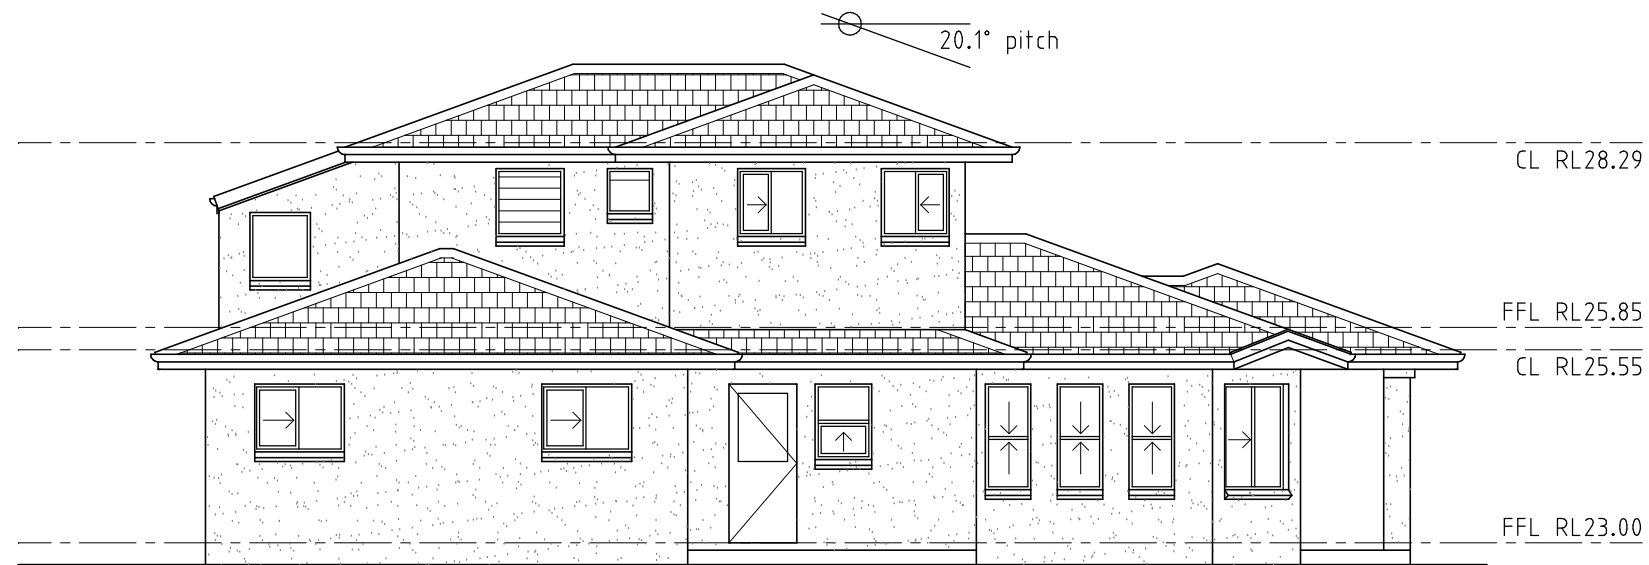 20.1° pitch
CL RL28.29
FFL RL25.85
CL RL25.55
FFL RL23.00